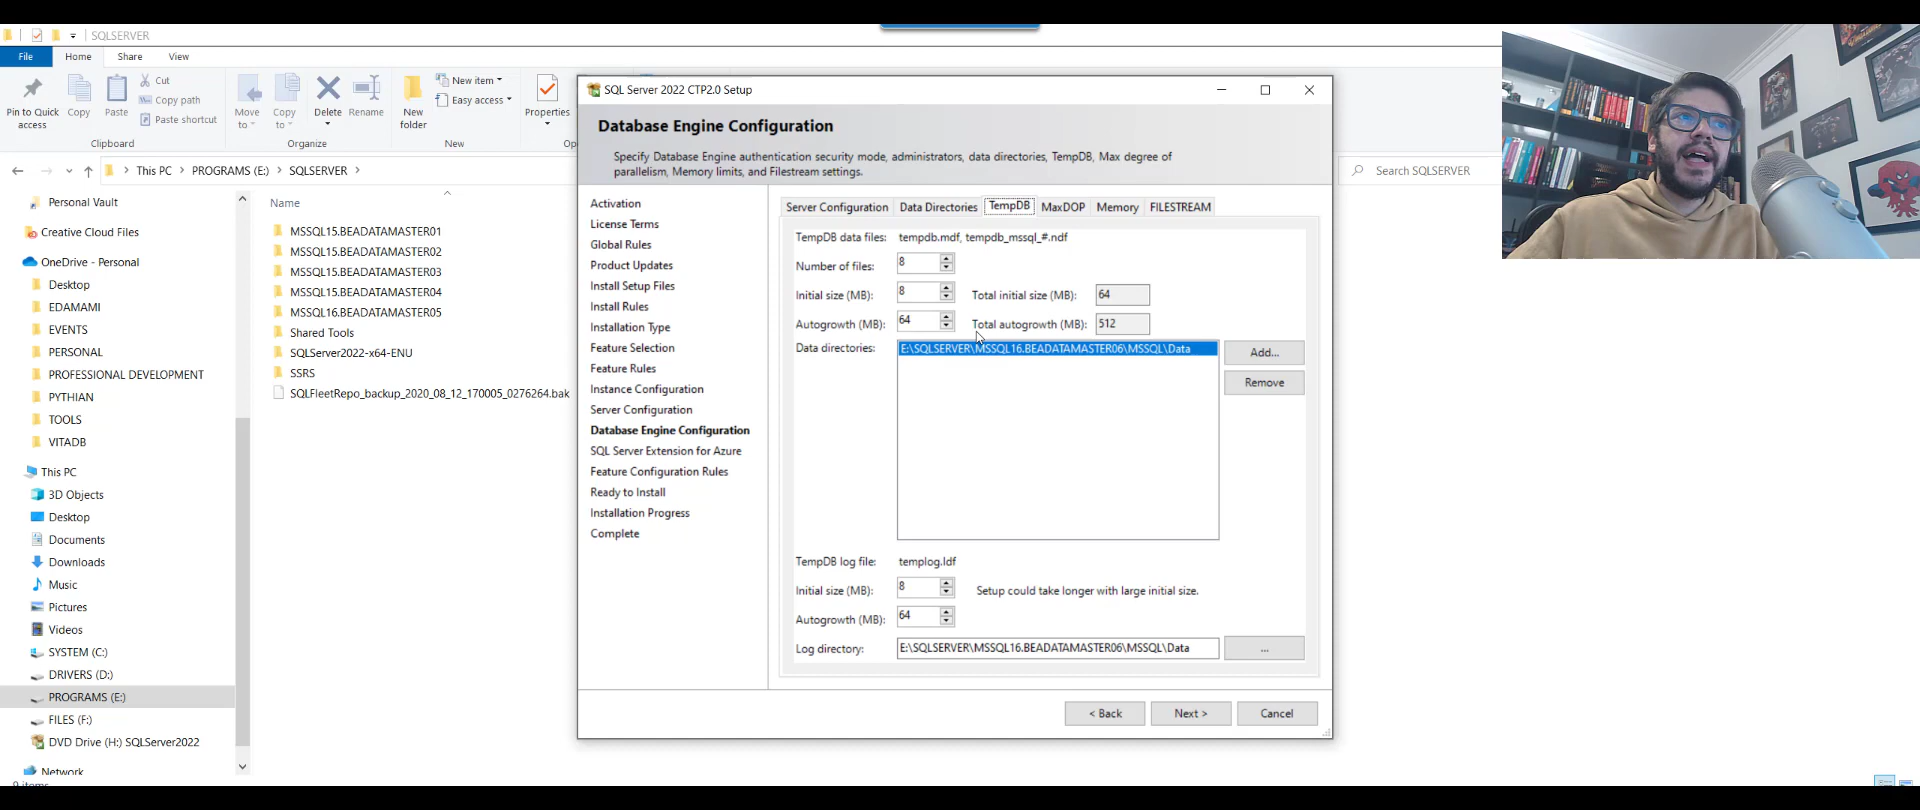 SQLSERVER
File
Home
Share
View
Pin to Quick
access
Copy
Paste
Cut
Copy path
Paste shortcut
Clipboard
Move
to
Copy
to
Delete
Rename
Organize
New
folder
New item
Easy access
New
Properties
This PC
PROGRAMS (E:)
SQLSERVER
Search SQLSERVER
Personal Vault
Creative Cloud Files
OneDrive - Personal
Desktop
EDAMAMI
EVENTS
PERSONAL
PROFESSIONAL DEVELOPMENT
PYTHIAN
TOOLS
VITADB
This PC
3D Objects
Desktop
Documents
Downloads
Music
Pictures
Videos
SYSTEM (C:)
DRIVERS (D:)
PROGRAMS (E:)
FILES (F:)
DVD Drive (H:) SQLServer2022
Network
9 items
Name
MSSQL15.BEADATAMASTER01
MSSQL15.BEADATAMASTER02
MSSQL15.BEADATAMASTER03
MSSQL15.BEADATAMASTER04
MSSQL16.BEADATAMASTER05
Shared Tools
SQLServer2022-x64-ENU
SSRS
SQLFleetRepo_backup_2020_08_12_170005_0276264.bak
SQL Server 2022 CTP2.0 Setup
Database Engine Configuration
Specify Database Engine authentication security mode, administrators, data directories, TempDB, Max degree of
parallelism, Memory limits, and Filestream settings.
Activation
License Terms
Global Rules
Product Updates
Install Setup Files
Install Rules
Installation Type
Feature Selection
Feature Rules
Instance Configuration
Server Configuration
Database Engine Configuration
SQL Server Extension for Azure
Feature Configuration Rules
Ready to Install
Installation Progress
Complete
Server Configuration
Data Directories
TempDB
MaxDOP
Memory
FILESTREAM
TempDB data files: tempdb.mdf, tempdb_mssql_#.ndf
Number of files: 8
Initial size (MB): 8 Total initial size (MB): 64
Autogrowth (MB): 64 Total autogrowth (MB): 512
Data directories: E:\SQLSERVER\MSSQL16.BEADATAMASTER06\MSSQL\Data
Add...
Remove
TempDB log file: templog.ldf
Initial size (MB): 8 Setup could take longer with large initial size.
Autogrowth (MB): 64
Log directory: E:\SQLSERVER\MSSQL16.BEADATAMASTER06\MSSQL\Data ...
< Back
Next >
Cancel